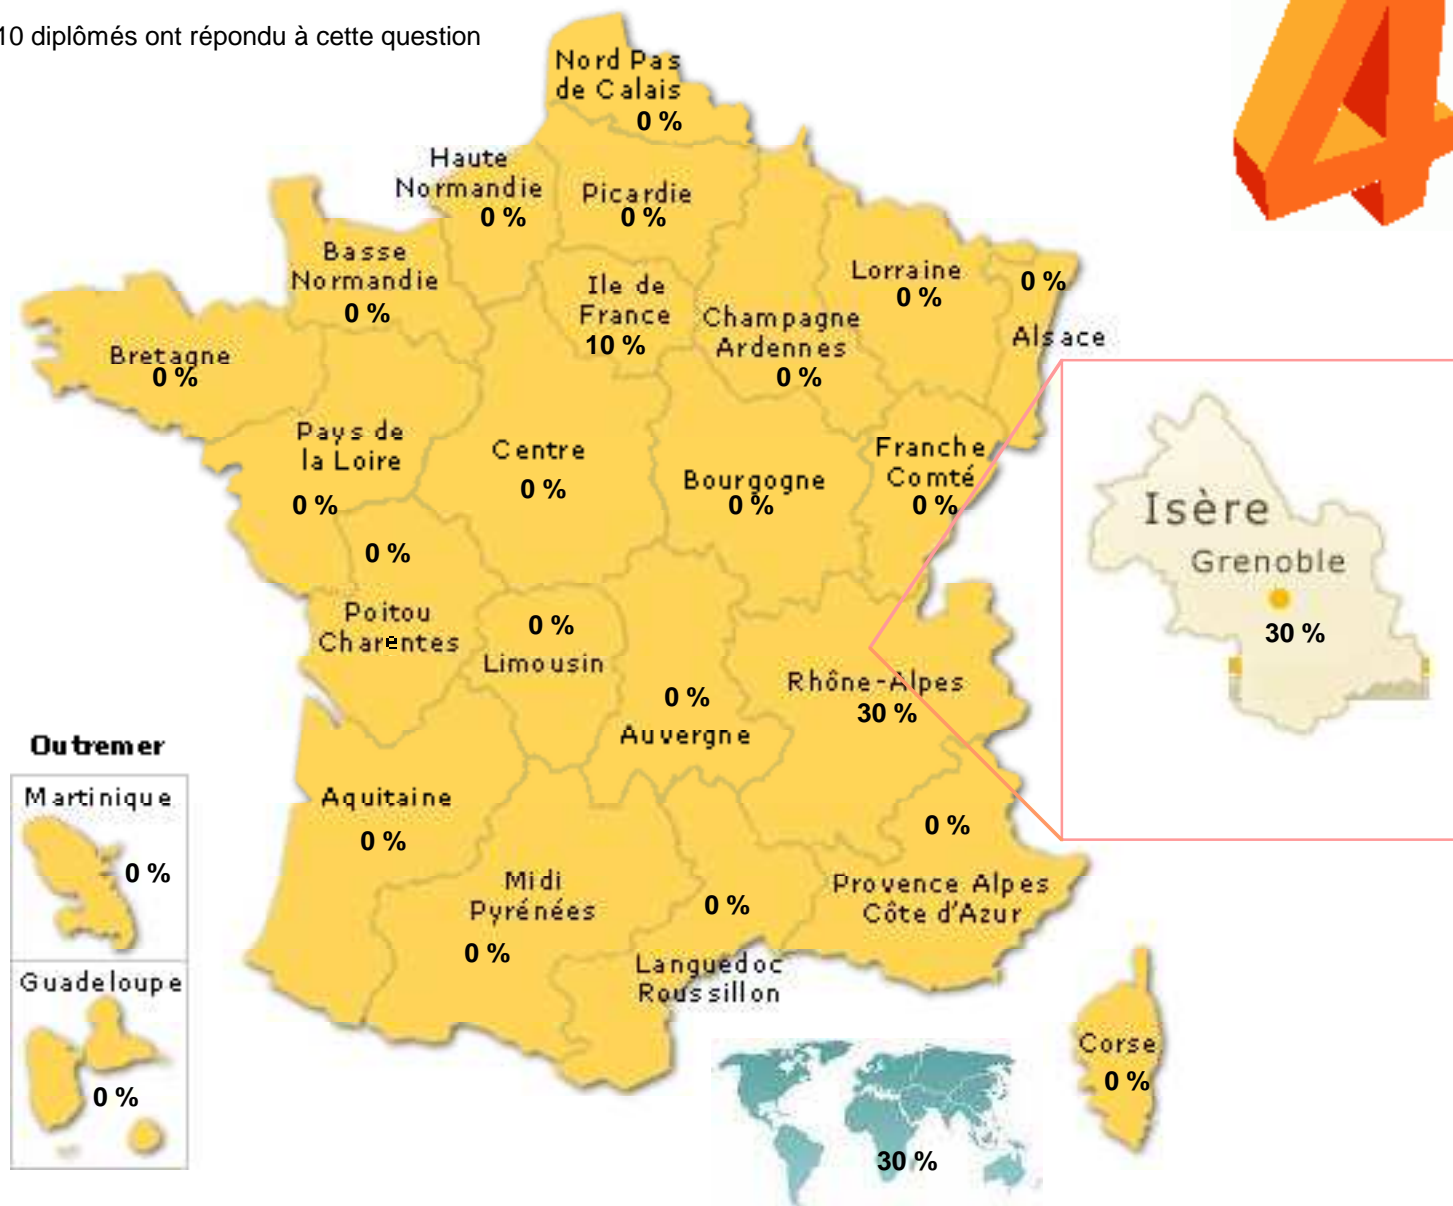 10 diplômés ont répondu à cette question
4
Nord Pas
de Calais
0 %
Haute
Normandie
0 %
Picardie
0 %
Basse
Normandie
0 %
Ile de
France
10 %
Champagne
Ardennes
0 %
Lorraine
0 %
0 %
Alsace
Bretagne
0 %
Pays de
la Loire
0 %
Centre
0 %
Bourgogne
0 %
Franche
Comté
0 %
Isère
Grenoble
30 %
0 %
Poitou
Charentes
0 %
Limousin
0 %
Auvergne
Rhône-Alpes
30 %
Outremer
Martinique
0 %
Guadeloupe
0 %
Aquitaine
0 %
Midi
Pyrénées
0 %
0 %
Languedoc
Roussillon
0 %
Provence Alpes
Côte d'Azur
Corse
0 %
30 %